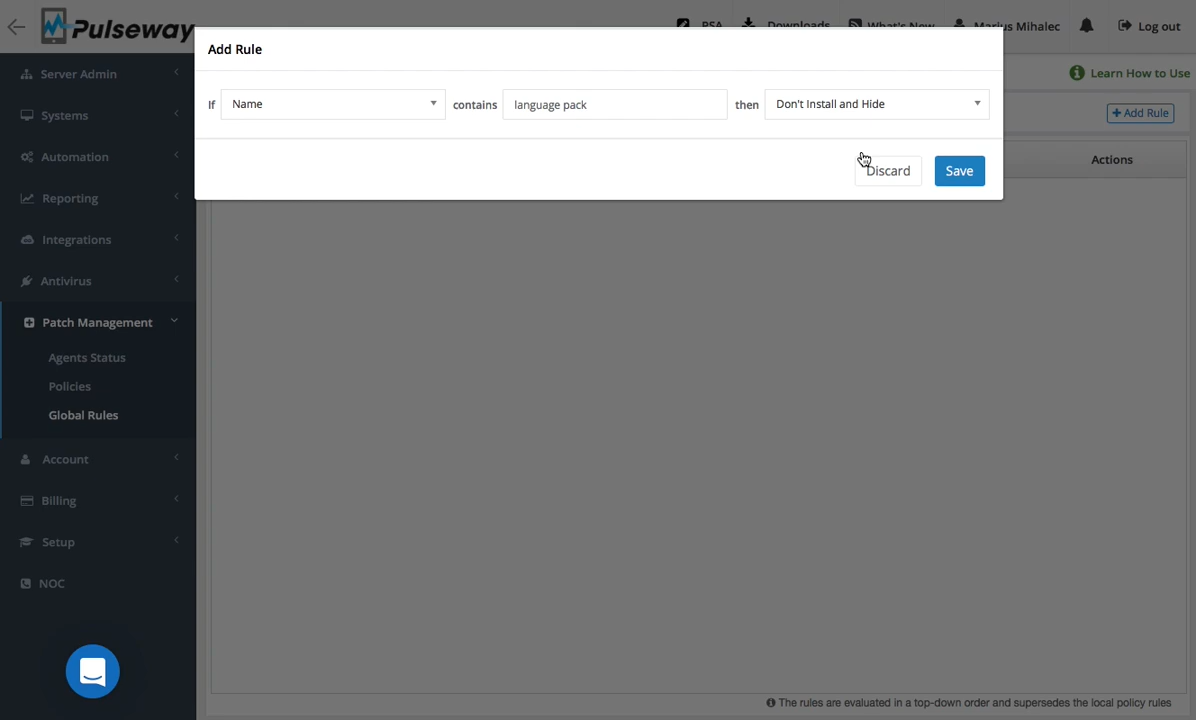 Pulseway
PSA
Downloads
What's New
Marius Mihalec
Log out
Add Rule
If Name contains language pack then Don't Install and Hide
Discard
Save
Learn How to Use
Add Rule
Actions
Server Admin
Systems
Automation
Reporting
Integrations
Antivirus
Patch Management
Agents Status
Policies
Global Rules
Account
Billing
Setup
NOC
The rules are evaluated in a top-down order and supersedes the local policy rules